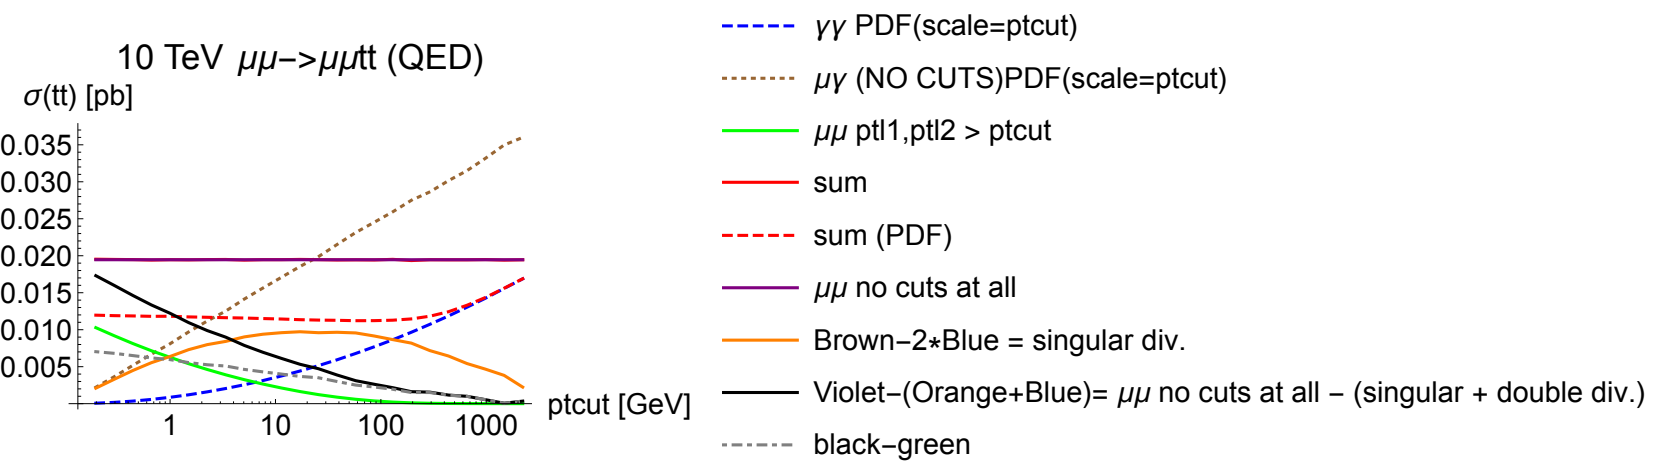 10 TeV μμ−>μμtt (QED)
σ(tt) [pb]
0.035
0.030
0.025
0.020
0.015
0.010
0.005
1
10
100
1000
ptcut [GeV]
γγ PDF(scale=ptcut)
μγ (NO CUTS)PDF(scale=ptcut)
μμ ptl1,ptl2 > ptcut
sum
sum (PDF)
μμ no cuts at all
Brown−2*Blue = singular div.
Violet−(Orange+Blue)= μμ no cuts at all − (singular + double div.)
black−green